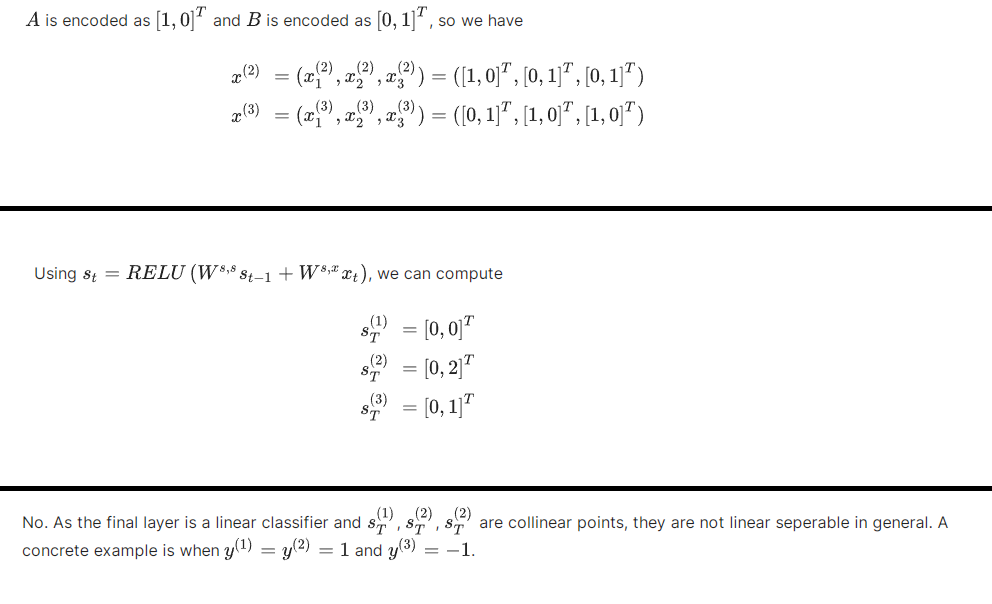 A is encoded as [1, 0]^T and B is encoded as [0, 1]^T, so we have
x^(2) = (x_1^(2), x_2^(2), x_3^(2)) = ([1, 0]^T, [0, 1]^T, [0, 1]^T)
x^(3) = (x_1^(3), x_2^(3), x_3^(3)) = ([0, 1]^T, [1, 0]^T, [1, 0]^T)
Using s_t = RELU (W^{s,s} s_{t−1} + W^{s,x} x_t), we can compute
s_T^(1) = [0, 0]^T
s_T^(2) = [0, 2]^T
s_T^(3) = [0, 1]^T
No. As the final layer is a linear classifier and s_T^(1), s_T^(2), s_T^(2) are collinear points, they are not linear seperable in general. A
concrete example is when y^(1) = y^(2) = 1 and y^(3) = −1.